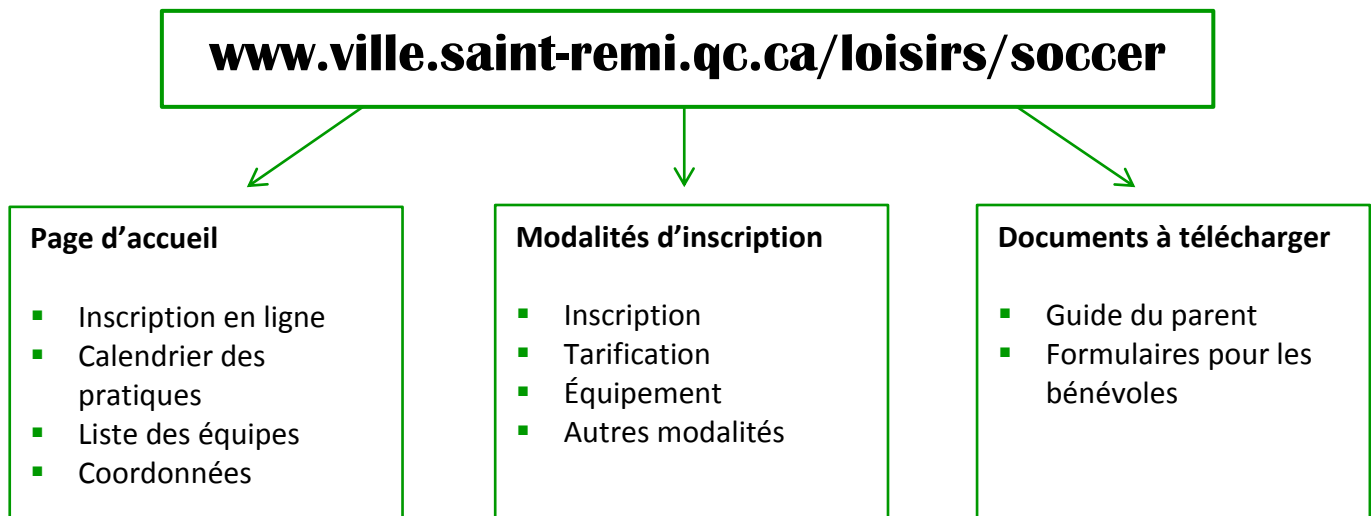 www.ville.saint-remi.qc.ca/loisirs/soccer
Page d’accueil
▪ Inscription en ligne
▪ Calendrier des
pratiques
▪ Liste des équipes
▪ Coordonnées
Modalités d’inscription
▪ Inscription
▪ Tarification
▪ Équipement
▪ Autres modalités
Documents à télécharger
▪ Guide du parent
▪ Formulaires pour les
bénévoles